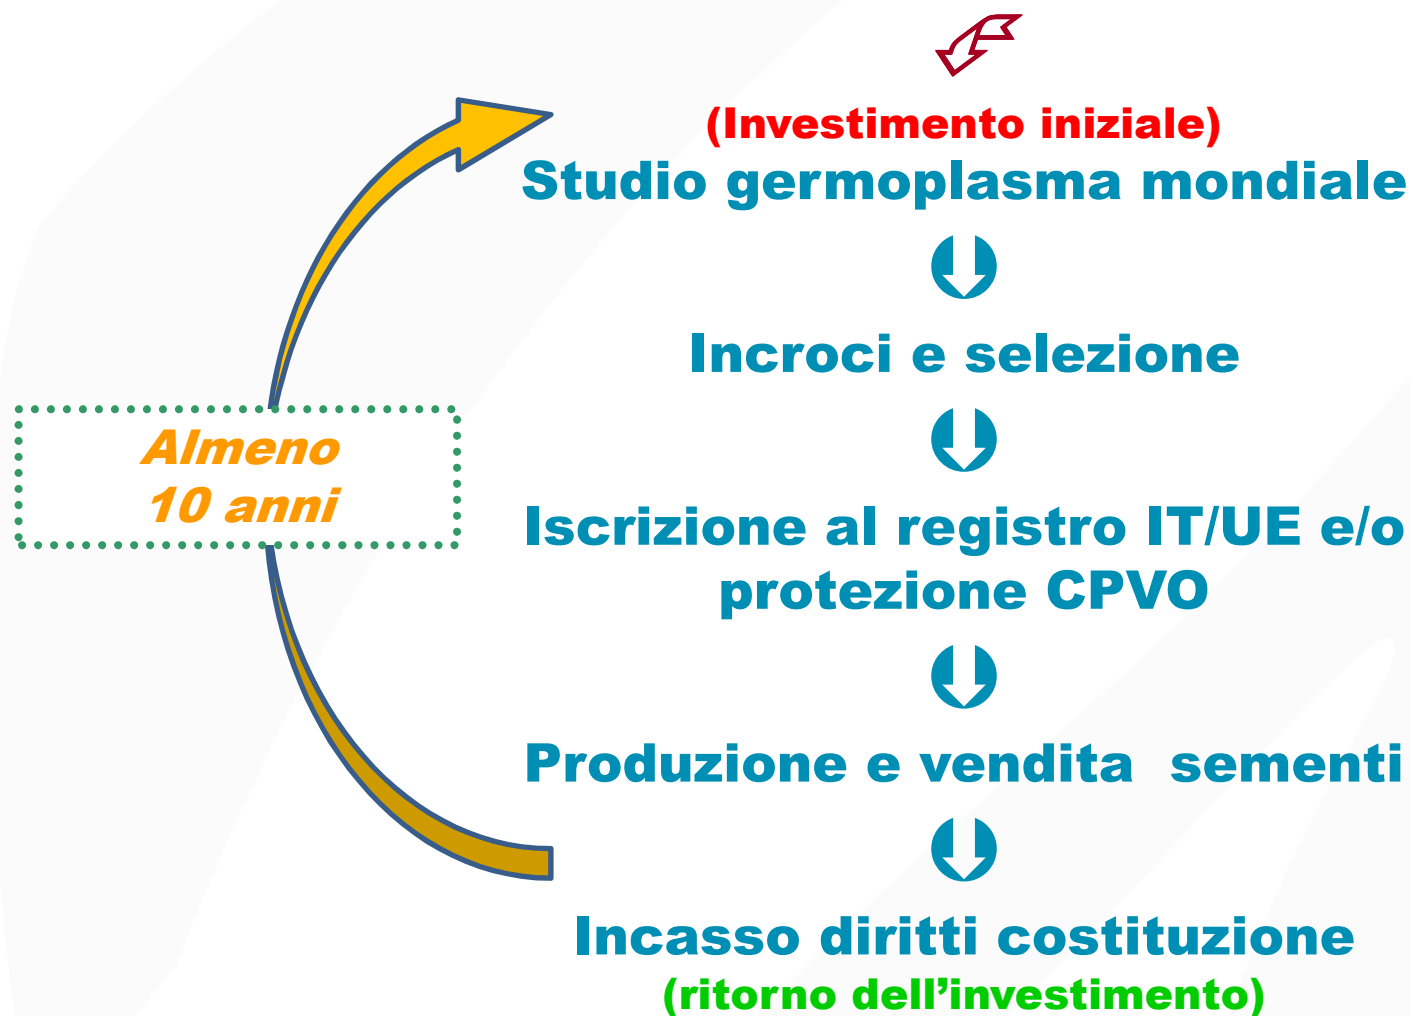 (Investimento iniziale)
Studio germoplasma mondiale
Incroci e selezione
Almeno
10 anni
Iscrizione al registro IT/UE e/o
protezione CPVO
Produzione e vendita sementi
Incasso diritti costituzione
(ritorno dell’investimento)